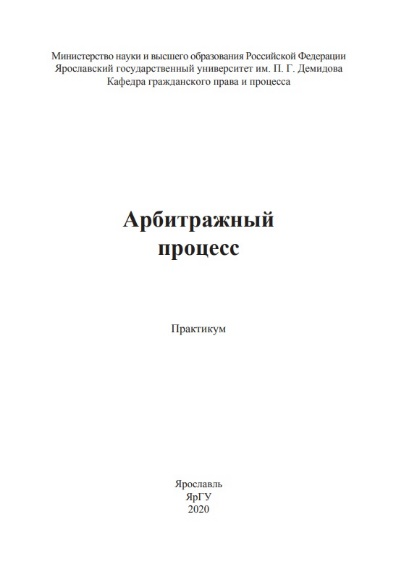 Министерство науки и высшего образования Российской Федерации
Ярославский государственный университет им. П. Г. Демидова
Кафедра гражданского права и процесса
Арбитражный
процесс
Практикум
Ярославль
ЯрГУ
2020